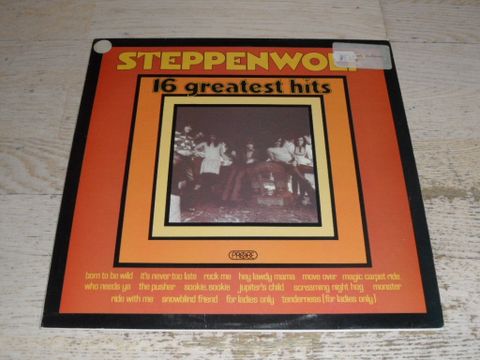 STEPPENWOLF
16 greatest hits
PROBE
born to be wild it's never too late rock me hey lawdy mama move over magic carpet ride
who needs ya the pusher sookie, sookie jupiter's child screaming night hog monster
ride with me snowblind friend for ladies only tenderness (for ladies only)